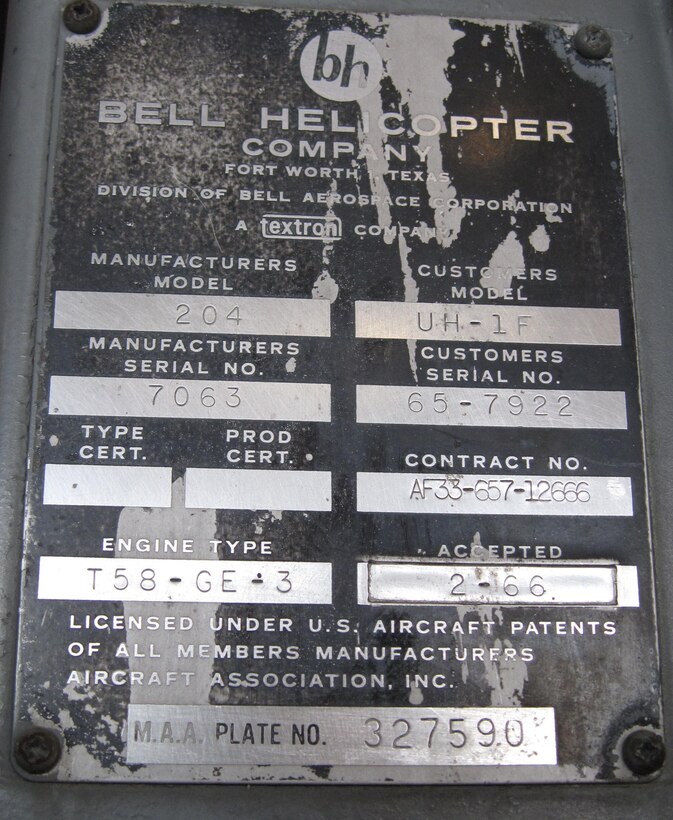 bh
BELL HELICOPTER
COMPANY
FORT WORTH 1, TEXAS
DIVISION OF BELL AEROSPACE CORPORATION
A textron COMPANY
MANUFACTURERS MODEL
204
CUSTOMERS MODEL
UH-1F
MANUFACTURERS SERIAL NO.
7063
CUSTOMERS SERIAL NO.
65-7922
TYPE CERT.
PROD CERT.
CONTRACT NO.
AF33-657-12666
ENGINE TYPE
T58-GE-3
ACCEPTED
2-66
LICENSED UNDER U.S. AIRCRAFT PATENTS
OF ALL MEMBERS MANUFACTURERS
AIRCRAFT ASSOCIATION, INC.
M.A.A. PLATE NO. 327590